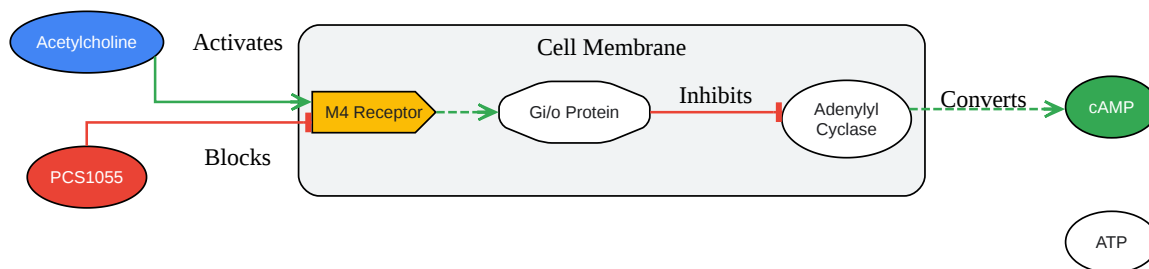 Acetylcholine
Activates
Cell Membrane
M4 Receptor
Gi/o Protein
Inhibits
Adenylyl
Cyclase
Converts
cAMP
Blocks
PCS1055
ATP